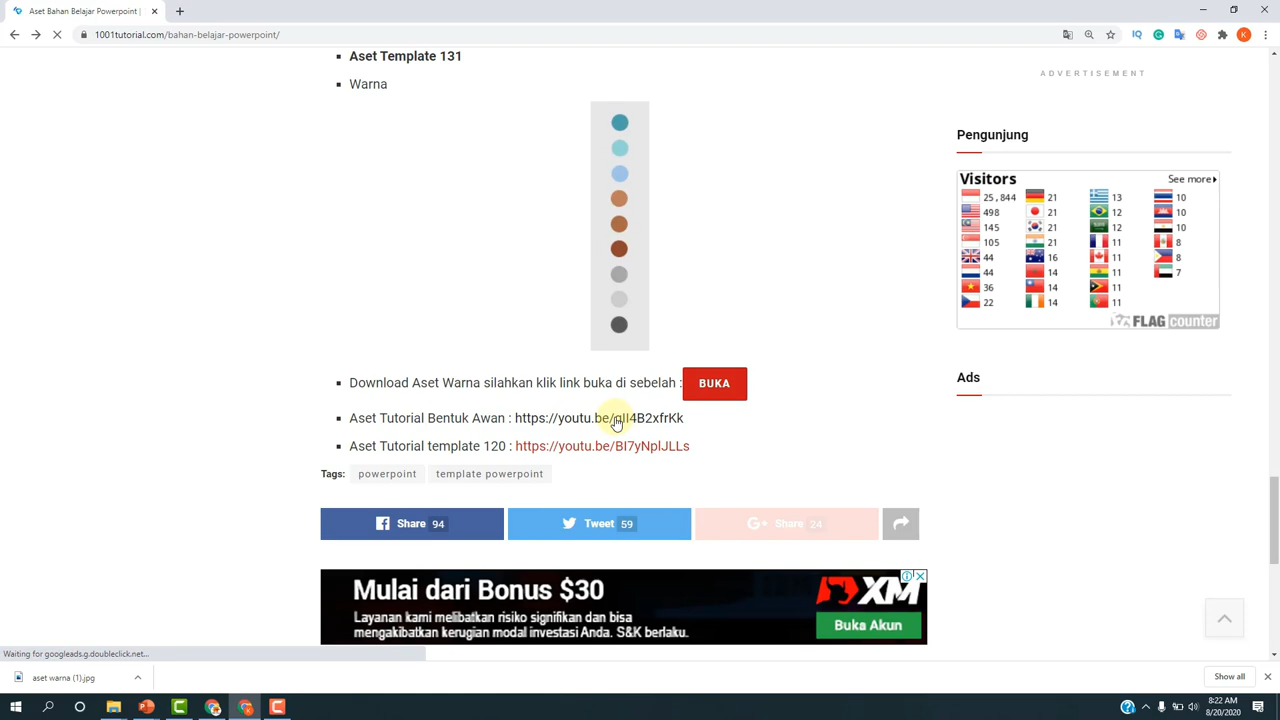 Aset Bahan Belajar Powerpoint |
1001tutorial.com/bahan-belajar-powerpoint/
Aset Template 131
Warna
Download Aset Warna silahkan klik link buka di sebelah :
BUKA
Aset Tutorial Bentuk Awan : https://youtu.be/qII4B2xfrKk
Aset Tutorial template 120 : https://youtu.be/BI7yNplJLLs
Tags: powerpoint template powerpoint
Share 94
Tweet 59
G+ Share 24
Mulai dari Bonus $30
Layanan kami melibatkan risiko signifikan dan bisa
mengakibatkan kerugian modal investasi Anda. S&K berlaku.
XM
Buka Akun
ADVERTISEMENT
Pengunjung
Visitors See more
25,844 21 13 10
498 21 12 10
145 21 12 10
105 21 11 8
44 16 11 8
44 14 11 7
36 14 11
22 14 11
FLAG counter
Ads
Waiting for googleads.g.doubleclick.net...
aset warna (1).jpg
Show all
8:22 AM
8/20/2020